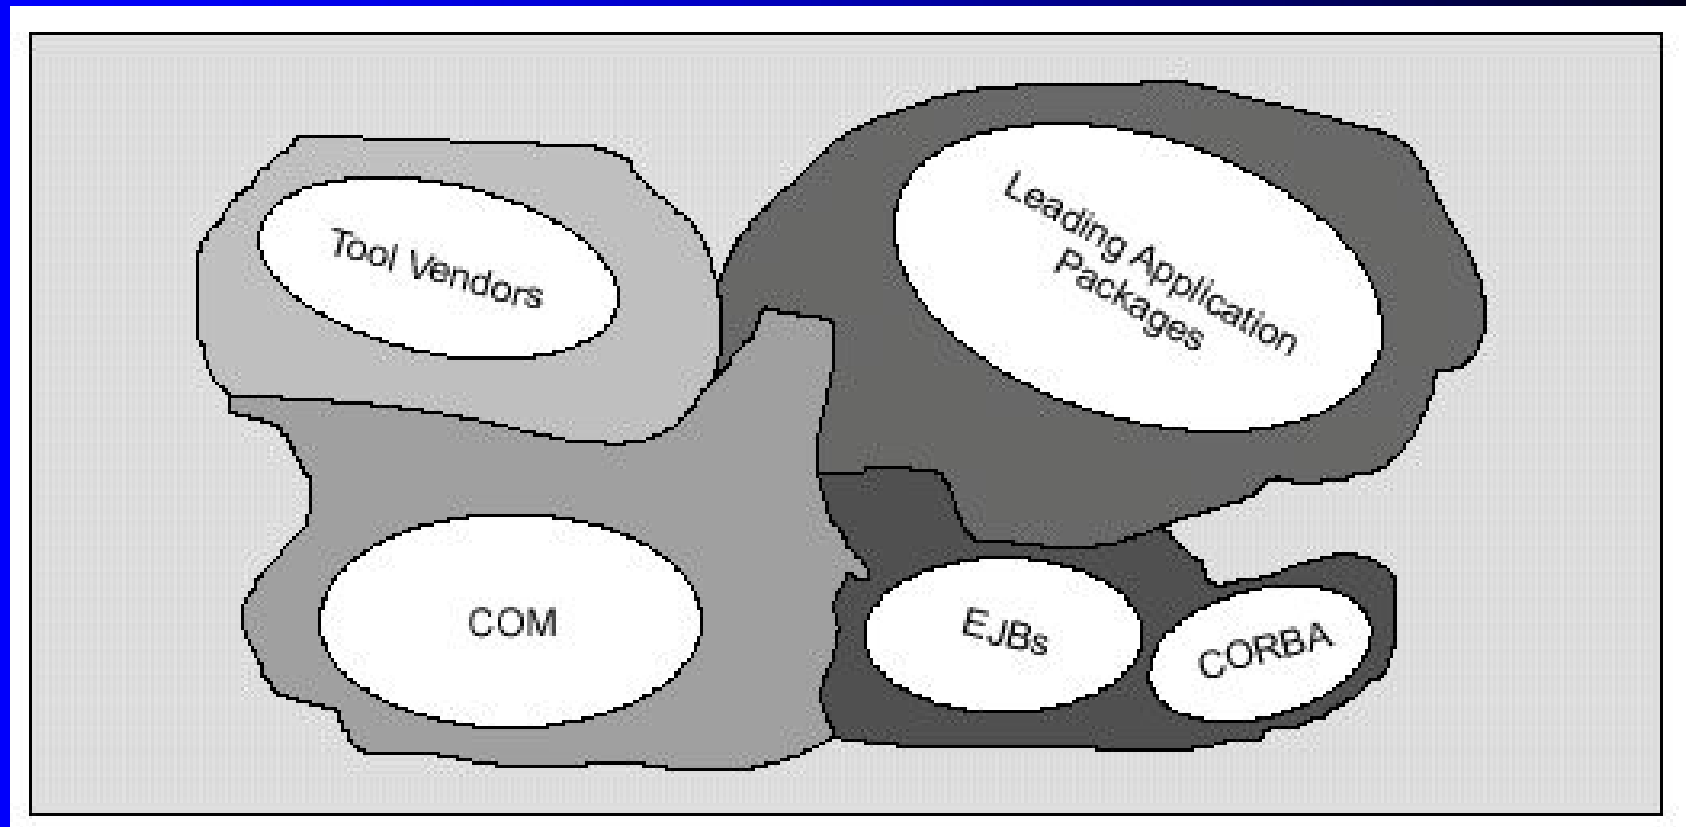 Tool Vendors
Leading Application
Packages
COM
EJBs
CORBA